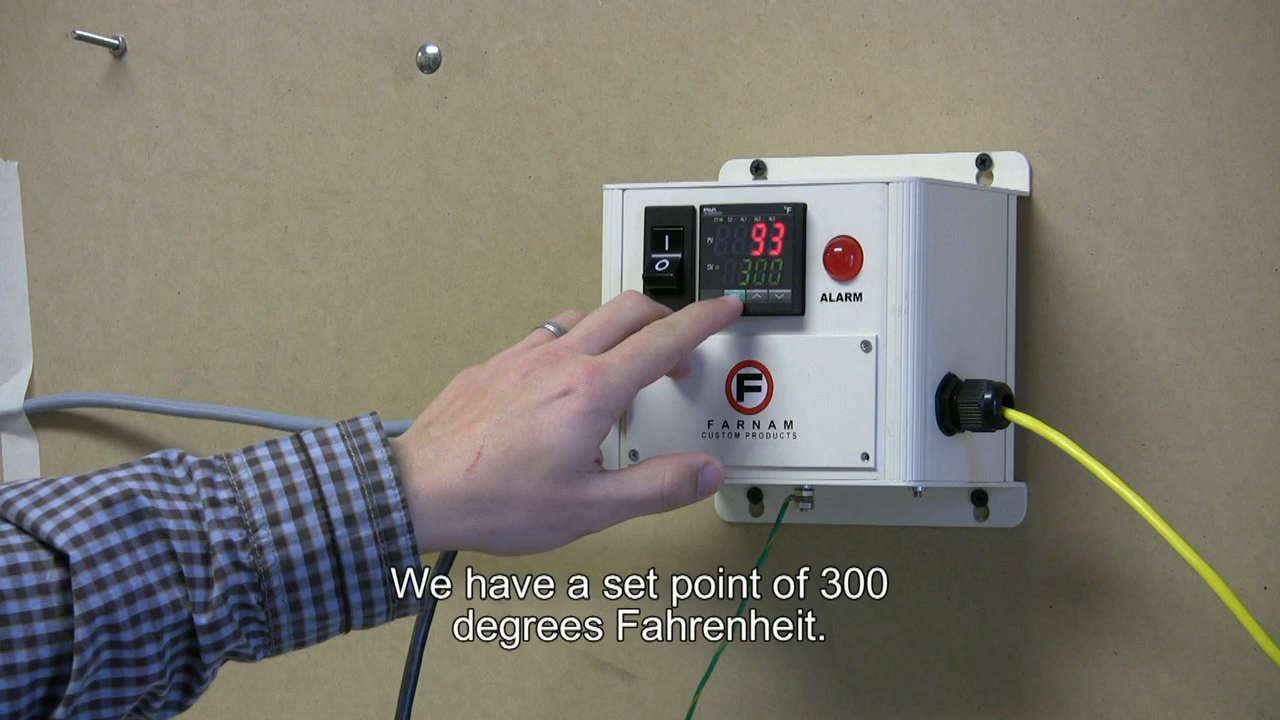 °F
93
PV
SV
300
I
O
ALARM
F
FARNAM
CUSTOM PRODUCTS
We have a set point of 300
degrees Fahrenheit.